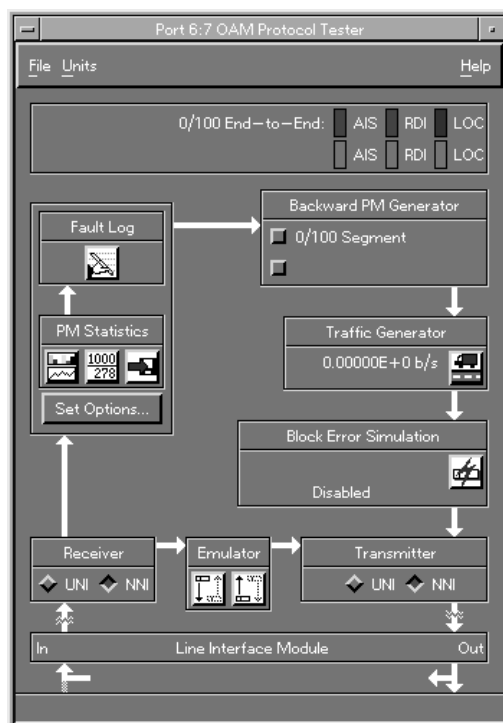 Port 6:7 OAM Protocol Tester
File Units Help
0/100 End-to-End: AIS RDI LOC
AIS RDI LOC
Backward PM Generator
0/100 Segment
Fault Log
PM Statistics
1000
278
Set Options...
Traffic Generator
0.00000E+0 b/s
Block Error Simulation
Disabled
Receiver
UNI NNI
Emulator
Transmitter
UNI NNI
In Line Interface Module Out